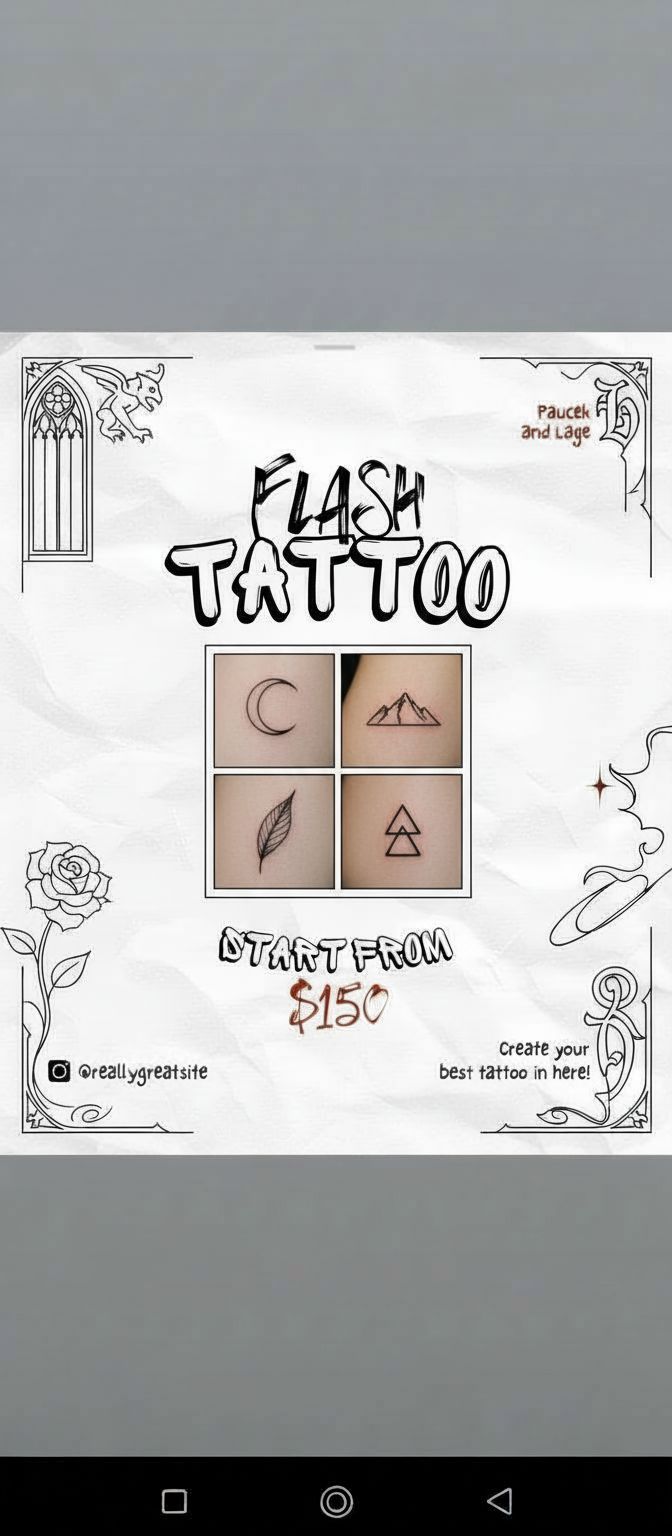 Paucek
and Lage
FLASH
TATTOO
START FROM
$150
@reallygreatsite
Create your
best tattoo in here!